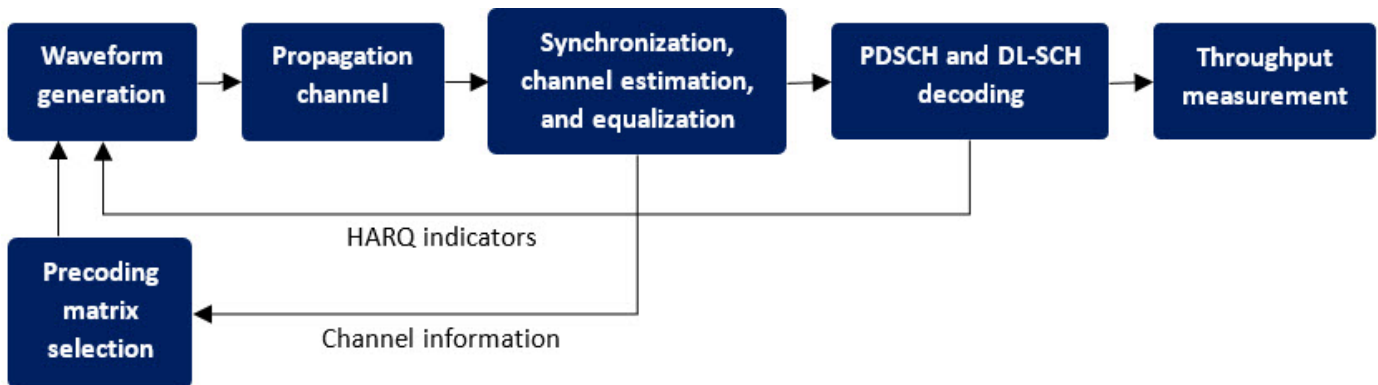 Waveform
generation
Propagation
channel
Synchronization,
channel estimation,
and equalization
PDSCH and DL-SCH
decoding
Throughput
measurement
HARQ indicators
Precoding
matrix
selection
Channel information